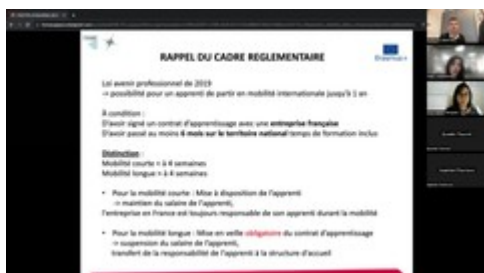 RAPPEL DU CADRE REGLEMENTAIRE
Erasmus+
Loi avenir professionnel de 2019
-> possibilité pour un apprenti de partir en mobilité internationale jusqu'à 1 an
À condition :
D'avoir signé un contrat d'apprentissage avec une entreprise française
D'avoir passé au moins 6 mois sur le territoire national temps de formation inclus
Distinction :
Mobilité courte = à 4 semaines
Mobilité longue = à 4 semaines
• Pour la mobilité courte : Mise à disposition de l'apprenti
-> maintien du salaire de l'apprenti,
l'entreprise en France est toujours responsable de son apprenti durant la mobilité
• Pour la mobilité longue : Mise en veille obligatoire du contrat d'apprentissage
-> suspension du salaire de l'apprenti,
transfert de la responsabilité de l'apprenti à la structure d'accueil